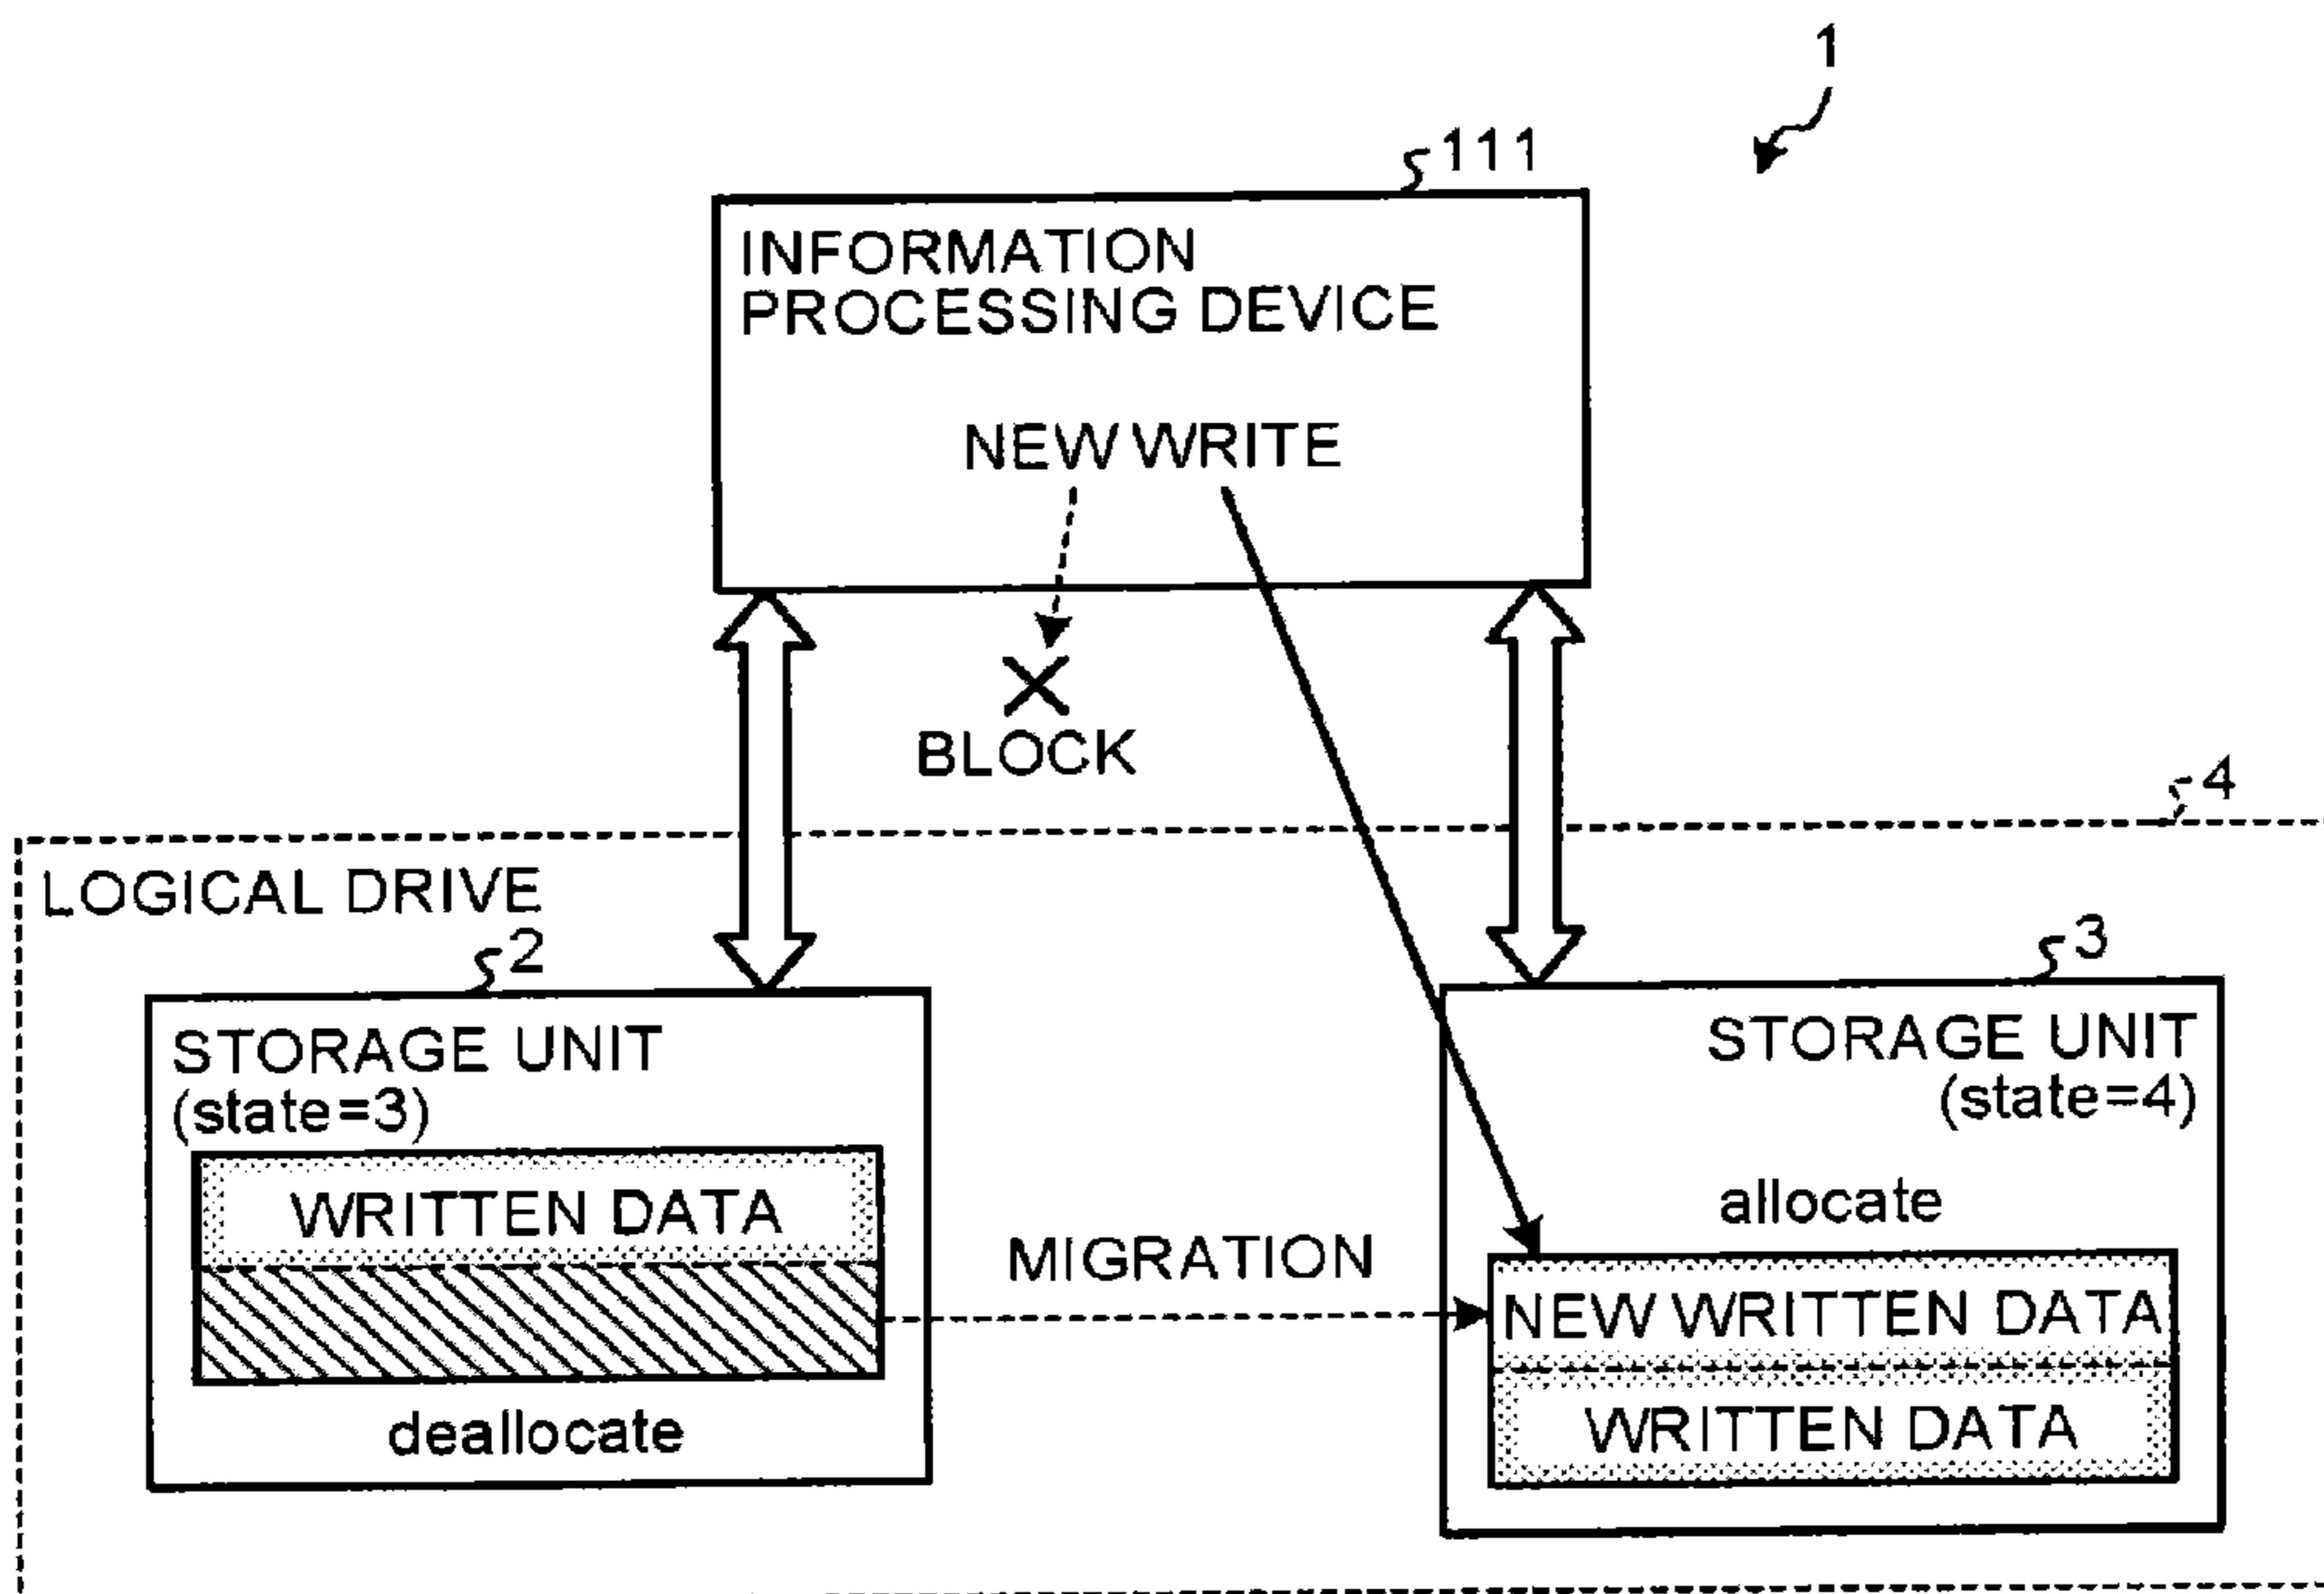 1
111
INFORMATION
PROCESSING DEVICE
NEW WRITE
BLOCK
4
LOGICAL DRIVE
2
3
STORAGE UNIT
(state=3)
WRITTEN DATA
deallocate
MIGRATION
STORAGE UNIT
(state=4)
allocate
NEW WRITTEN DATA
WRITTEN DATA